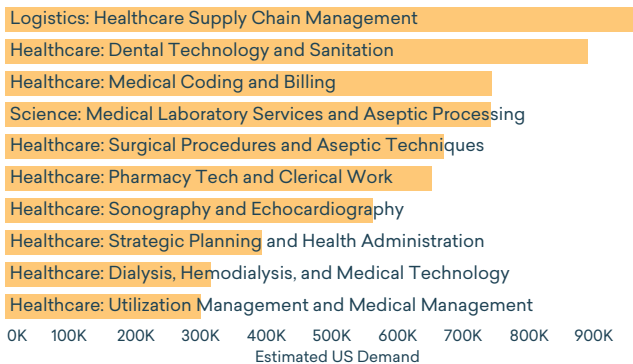 Logistics: Healthcare Supply Chain Management
Healthcare: Dental Technology and Sanitation
Healthcare: Medical Coding and Billing
Science: Medical Laboratory Services and Aseptic Processing
Healthcare: Surgical Procedures and Aseptic Techniques
Healthcare: Pharmacy Tech and Clerical Work
Healthcare: Sonography and Echocardiography
Healthcare: Strategic Planning and Health Administration
Healthcare: Dialysis, Hemodialysis, and Medical Technology
Healthcare: Utilization Management and Medical Management
0K 100K 200K 300K 400K 500K 600K 700K 800K 900K
Estimated US Demand